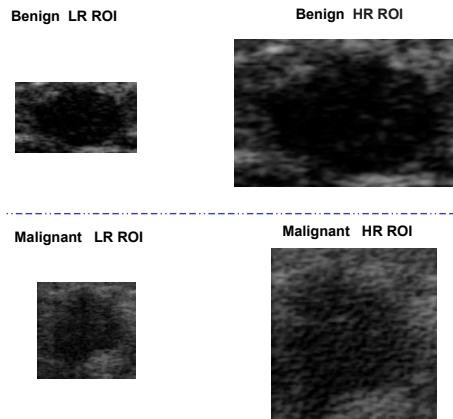 Benign LR ROI
Benign HR ROI
Malignant LR ROI
Malignant HR ROI